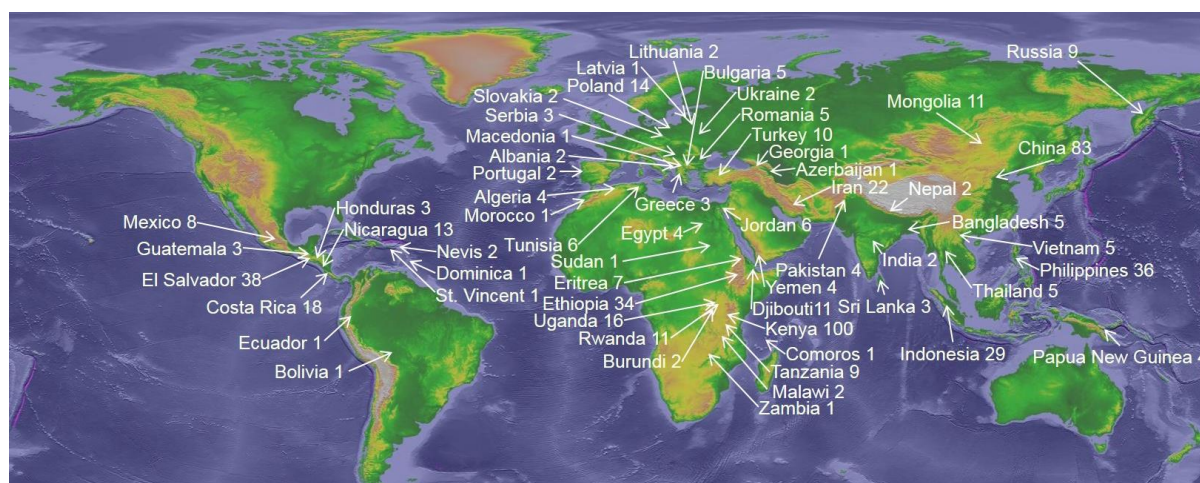 Lithuania 2
Latvia 1
Bulgaria 5
Russia 9
Poland 14
Slovakia 2
Ukraine 2
Mongolia 11
Serbia 3
Romania 5
Macedonia 1
Turkey 10
China 83
Albania 2
Georgia 1
Portugal 2
Azerbaijan 1
Iran 22
Nepal 2
Algeria 4
Greece 3
Morocco 1
Honduras 3
Mexico 8
Nicaragua 13
Jordan 6
Bangladesh 5
Egypt 4
Tunisia 6
Guatemala 3
Nevis 2
Vietnam 5
Sudan 1
India 2
El Salvador 38
Dominica 1
Pakistan 4
Philippines 36
Eritrea 7
Yemen 4
Thailand 5
St. Vincent 1
Costa Rica 18
Ethiopia 34
Djibouti11
Sri Lanka 3
Uganda 16
Kenya 100
Ecuador 1
Rwanda 11
Comoros 1
Indonesia 29
Papua New Guinea 4
Burundi 2
Bolivia 1
Tanzania 9
Malawi 2
Zambia 1